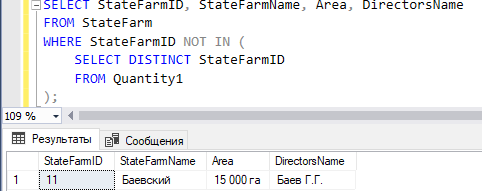 SELECT StateFarmID, StateFarmName, Area, DirectorsName
FROM StateFarm
WHERE StateFarmID NOT IN (
SELECT DISTINCT StateFarmID
FROM Quantity1
);
109 %
Результаты Сообщения
StateFarmID StateFarmName Area DirectorsName
1 11 Баевский 15 000 га Баев Г.Г.